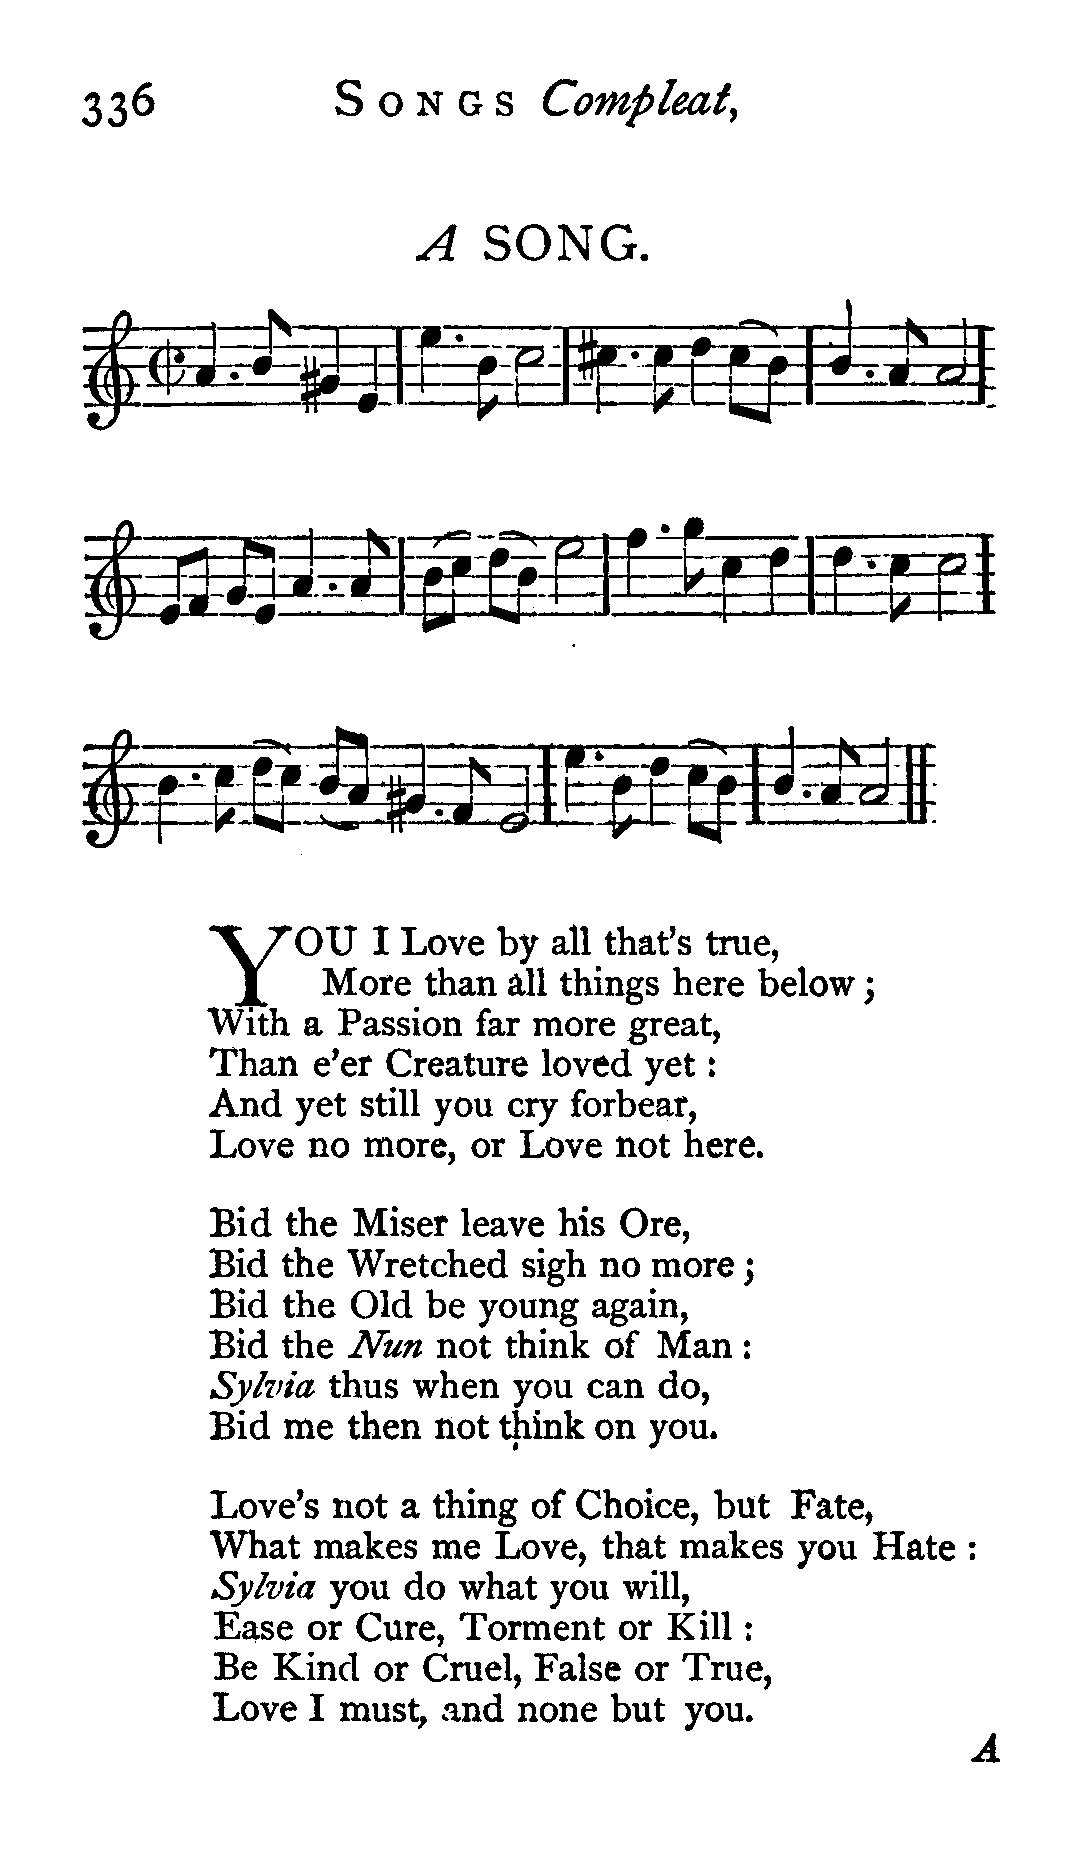 336 SONGS Compleat,
A SONG.
YOU I Love by all that's true,
More than all things here below;
With a Passion far more great,
Than e'er Creature loved yet:
And yet still you cry forbear,
Love no more, or Love not here.
Bid the Miser leave his Ore,
Bid the Wretched sigh no more;
Bid the Old be young again,
Bid the Nun not think of Man:
Sylvia thus when you can do,
Bid me then not think on you.
Love's not a thing of Choice, but Fate,
What makes me Love, that makes you Hate:
Sylvia you do what you will,
Ease or Cure, Torment or Kill:
Be Kind or Cruel, False or True,
Love I must, and none but you.
A